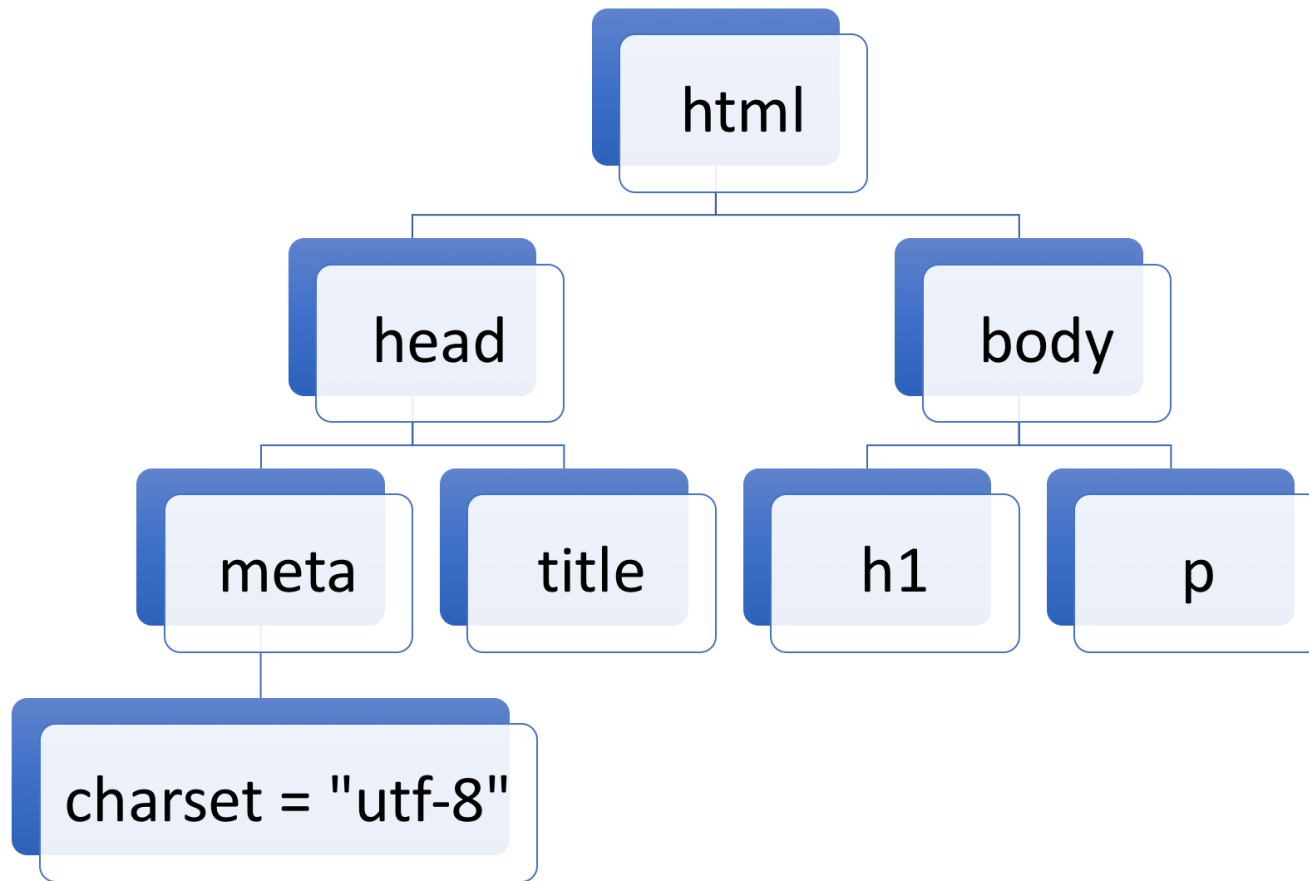 html
head
body
meta
title
h1
p
charset = "utf-8"